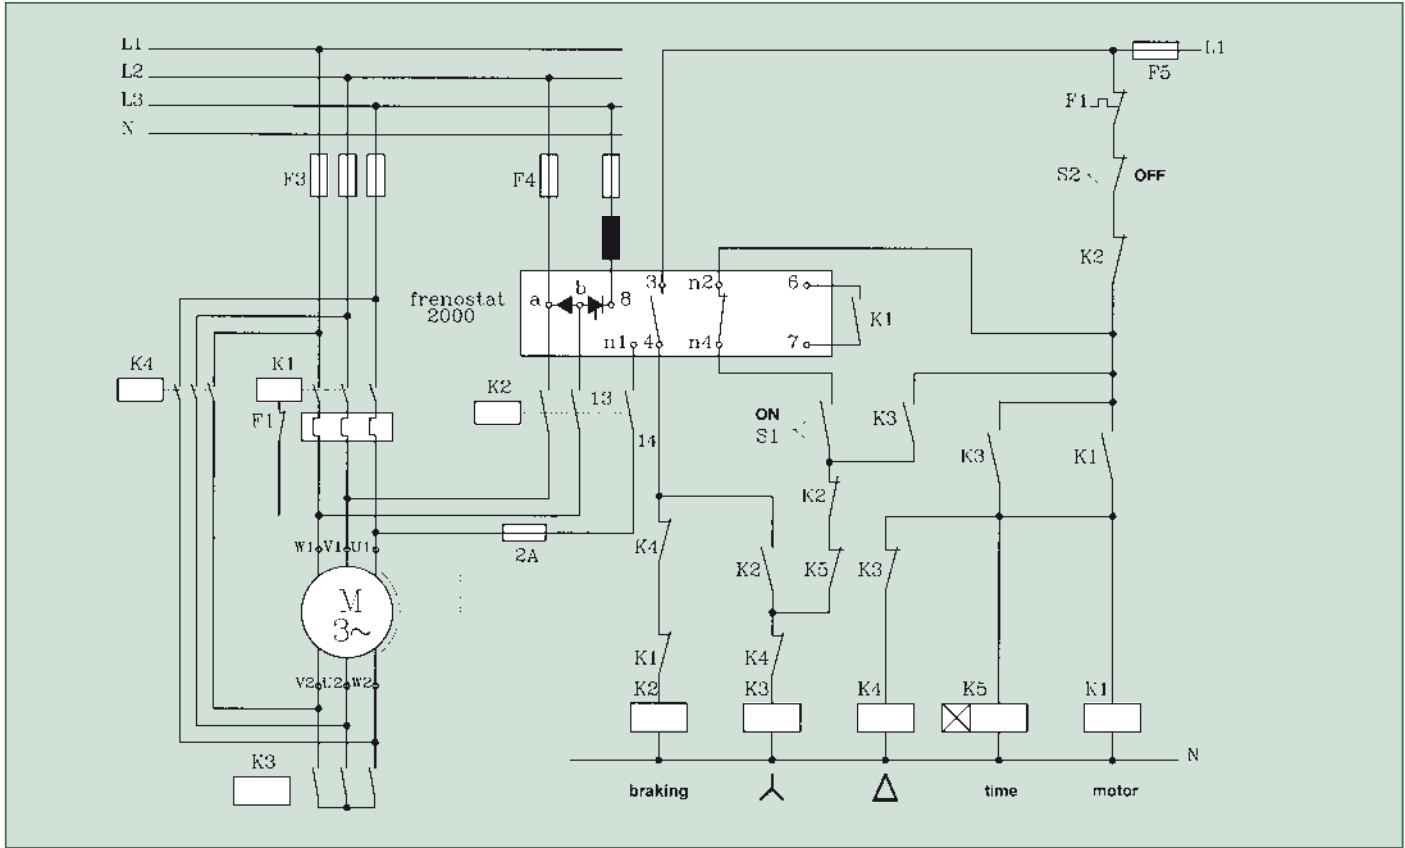 L1
L1
L2
F5
L3
F1
N
F3
F4
S2
OFF
K2
3
n2
6
frenostat
2000
a
b
8
K1
n1
4
n4
7
K4
K1
K2
13
ON
K3
F1
S1
14
K3
K1
K2
2A
K4
W1
V1
U1
K2
K5
K3
M
3~
K1
K4
V2
U2
W2
K2
K3
K4
K5
K1
K3
N
braking
time
motor